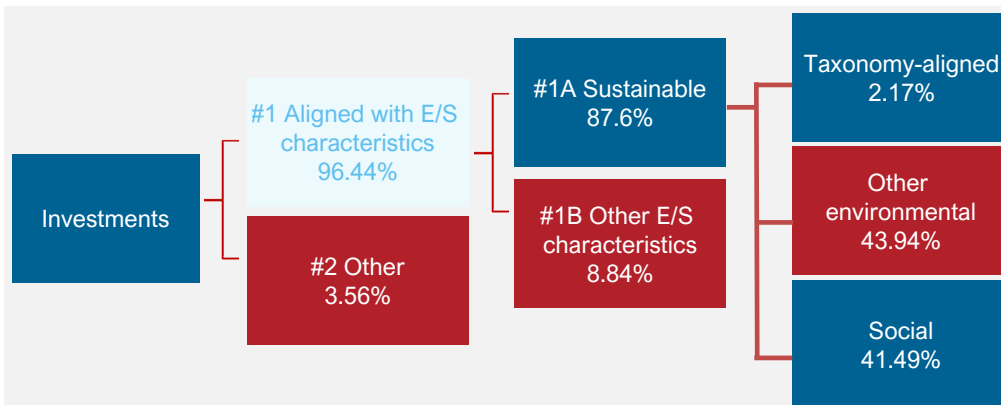 Investments
#1 Aligned with E/S
characteristics
96.44%
#2 Other
3.56%
#1A Sustainable
87.6%
#1B Other E/S
characteristics
8.84%
Taxonomy-aligned
2.17%
Other
environmental
43.94%
Social
41.49%